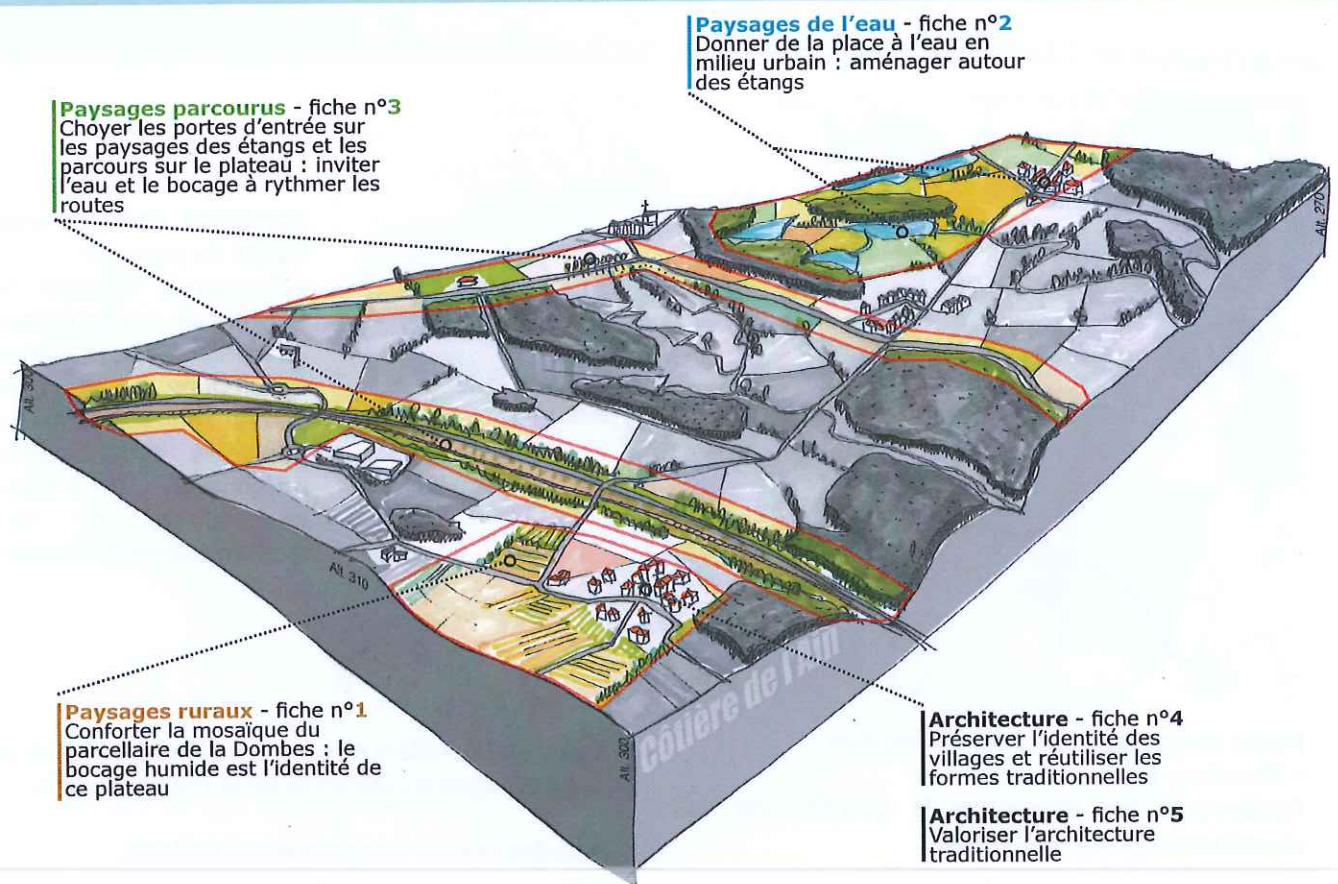 Paysages de l'eau - fiche n°2
Donner de la place à l'eau en
milieu urbain : aménager autour
des étangs
Paysages parcourus - fiche n°3
Choyer les portes d'entrée sur
les paysages des étangs et les
parcours sur le plateau : inviter
l'eau et le bocage à rythmer les
routes
Alt. 270
Alt. 310
Côtière de l'Ain
Alt. 300
Paysages ruraux - fiche n°1
Conforter la mosaïque du
parcellaire de la Dombes : le
bocage humide est l'identité de
ce plateau
Architecture - fiche n°4
Préserver l'identité des
villages et réutiliser les
formes traditionnelles
Architecture - fiche n°5
Valoriser l'architecture
traditionnelle